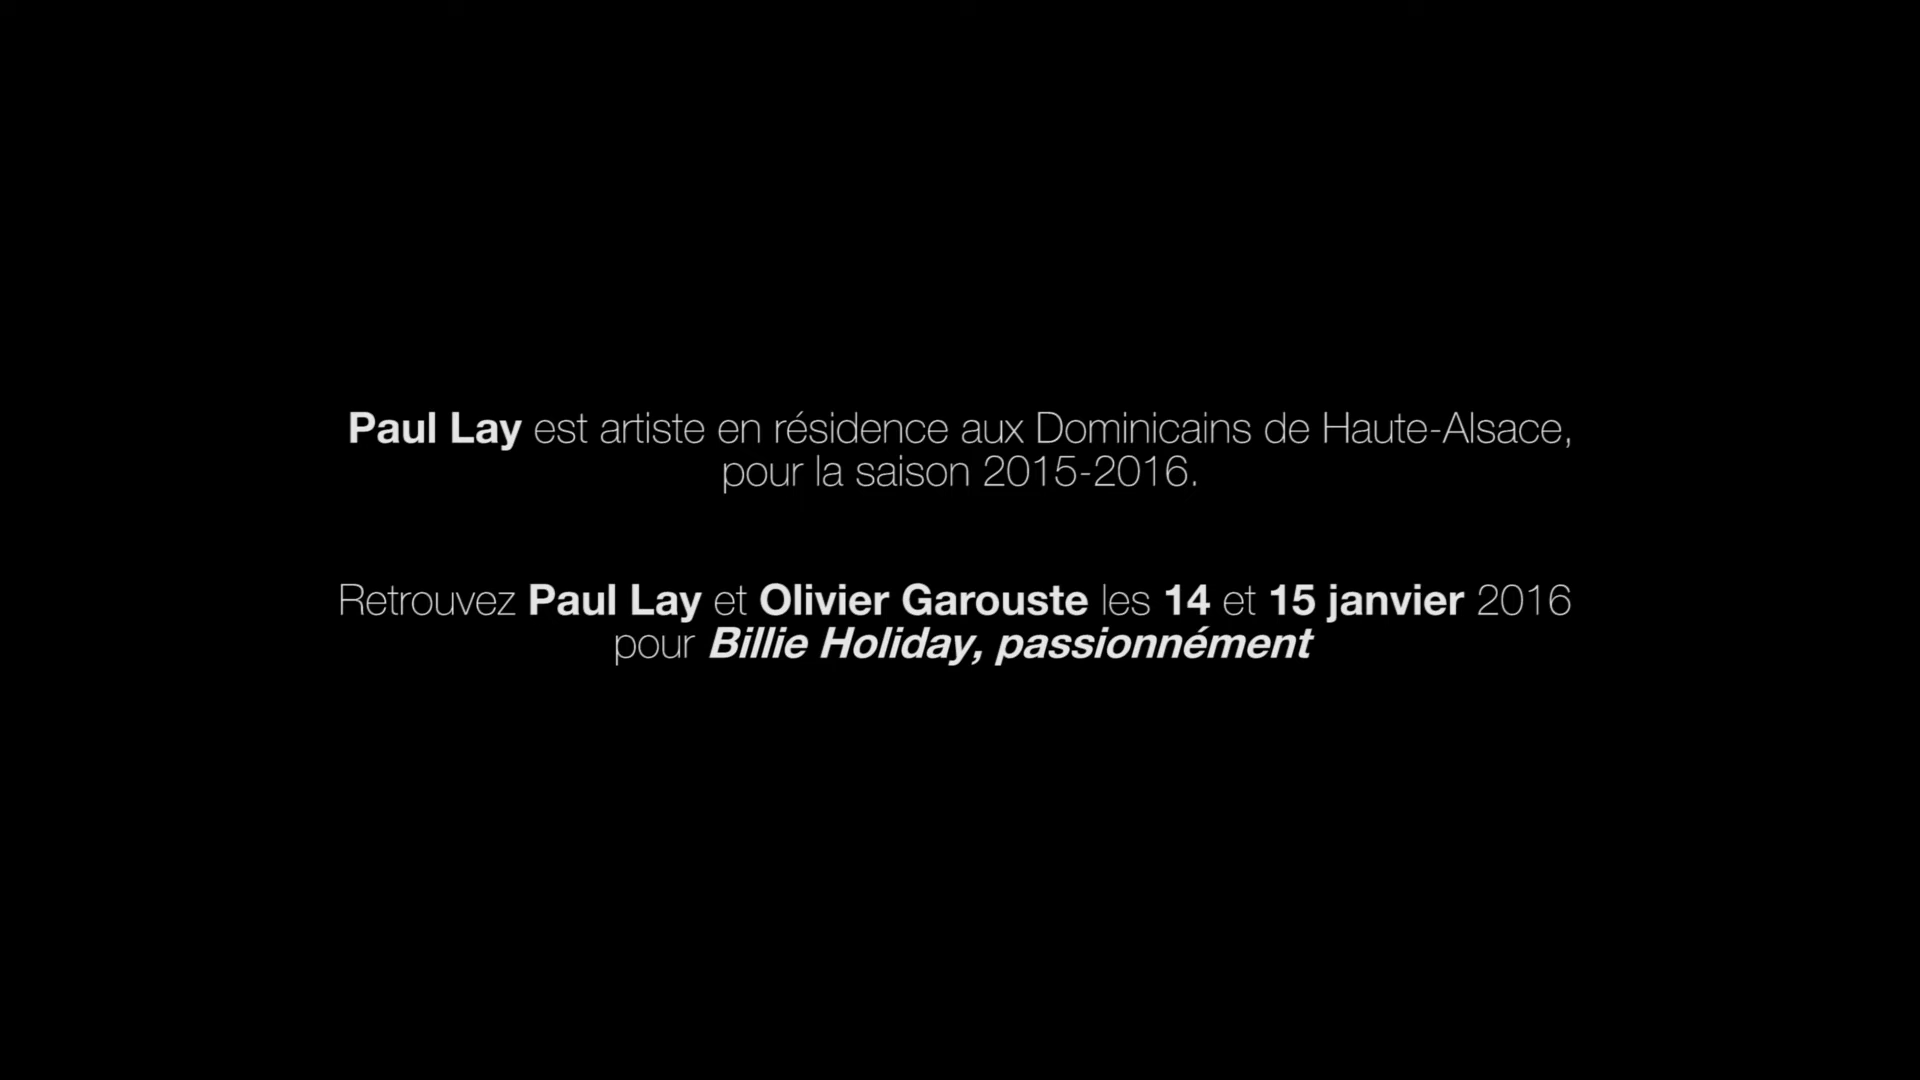 Paul Lay est artiste en résidence aux Dominicains de Haute-Alsace,
pour la saison 2015-2016.
Retrouvez Paul Lay et Olivier Garouste les 14 et 15 janvier 2016
pour Billie Holiday, passionnément